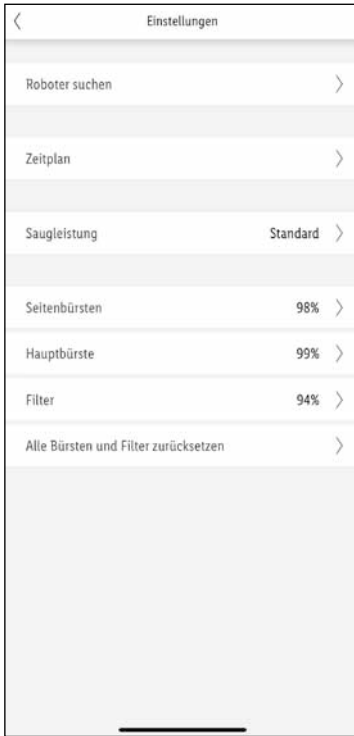 Einstellungen
Roboter suchen
Zeitplan
Saugleistung Standard
Seitenbürsten 98%
Hauptbürste 99%
Filter 94%
Alle Bürsten und Filter zurücksetzen